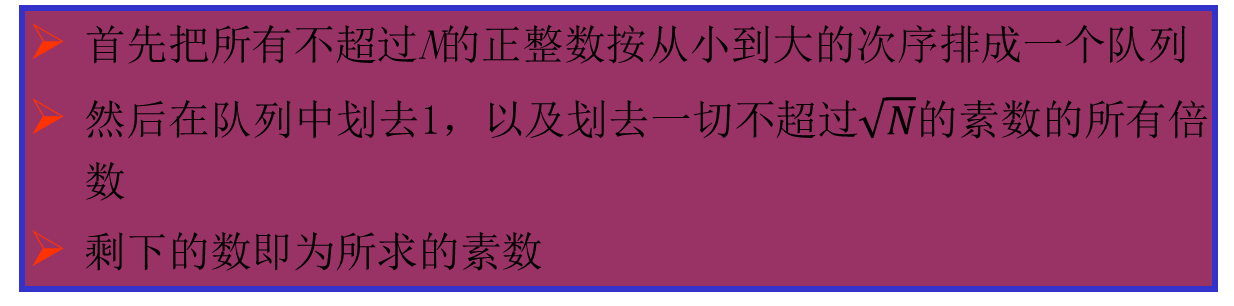 首先把所有不超过N的正整数按从小到大的次序排成一个队列
然后在队列中划去1，以及划去一切不超过√N的素数的所有倍
数
剩下的数即为所求的素数